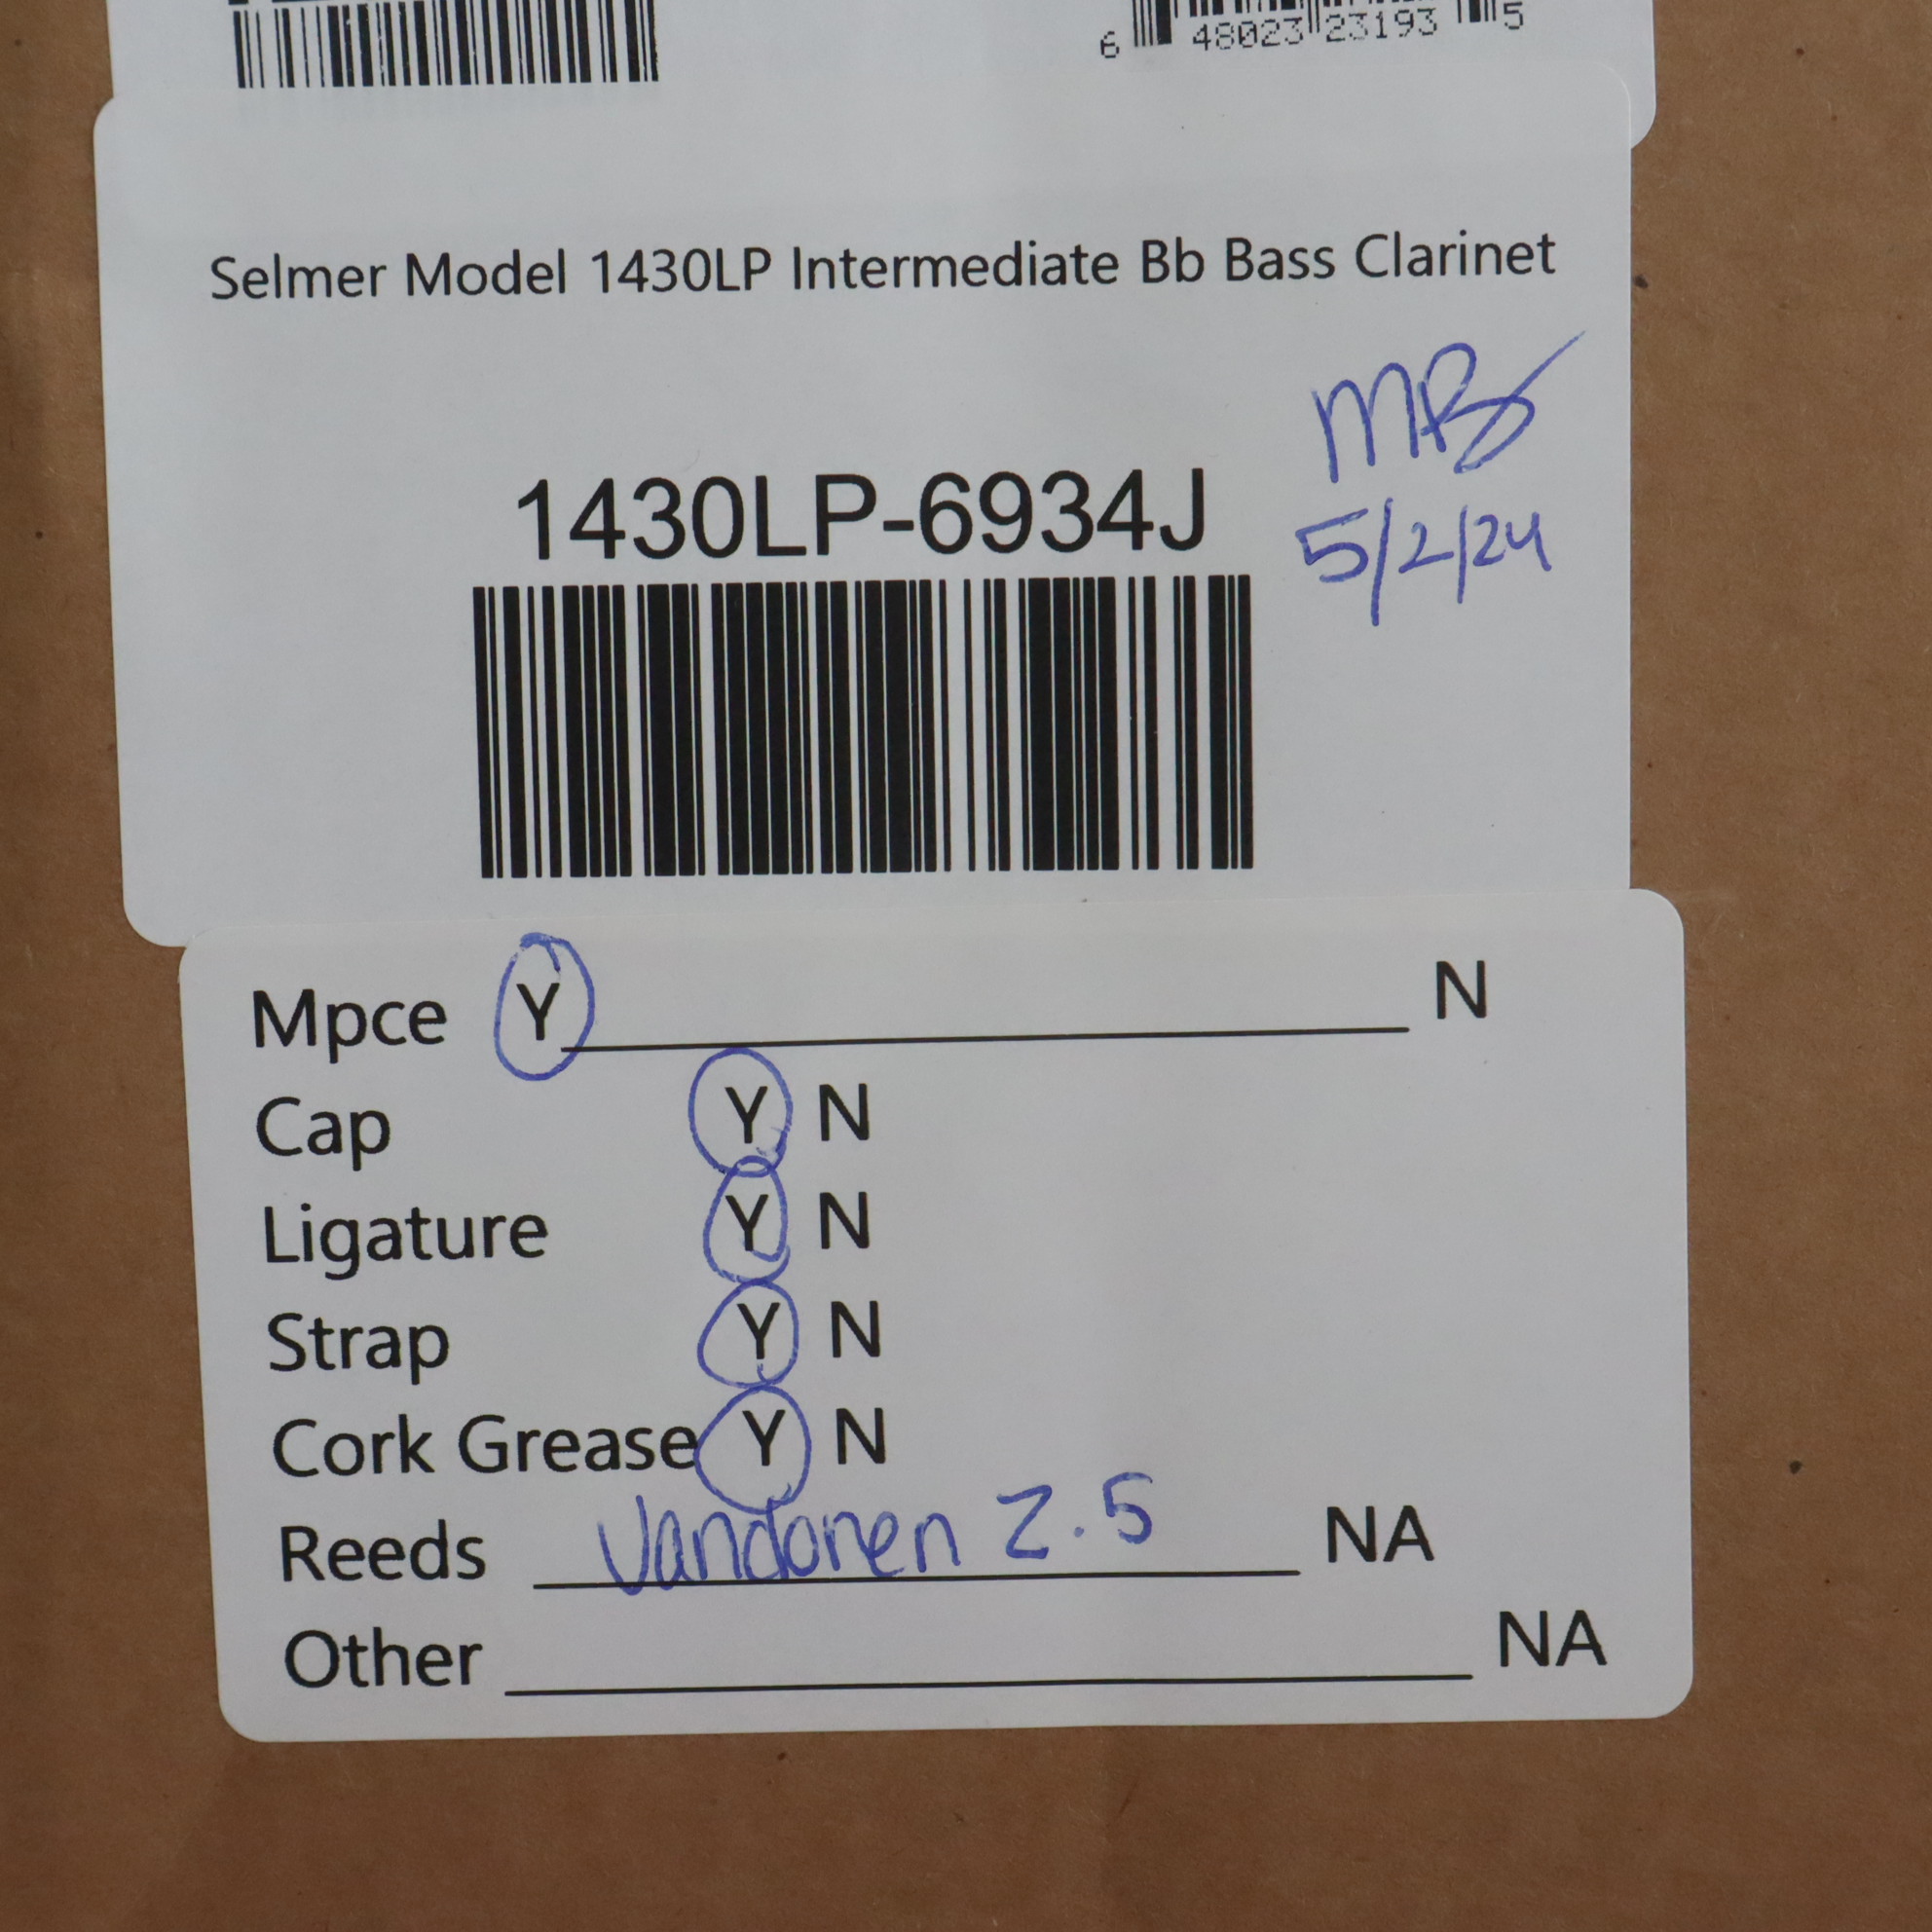 6 48023 23193 5
Selmer Model 1430LP Intermediate Bb Bass Clarinet
MB
1430LP-6934J
5/2/24
Mpce Y N
Cap Y N
Ligature Y N
Strap Y N
Cork Grease Y N
Reeds Vandoren 2.5 NA
Other NA